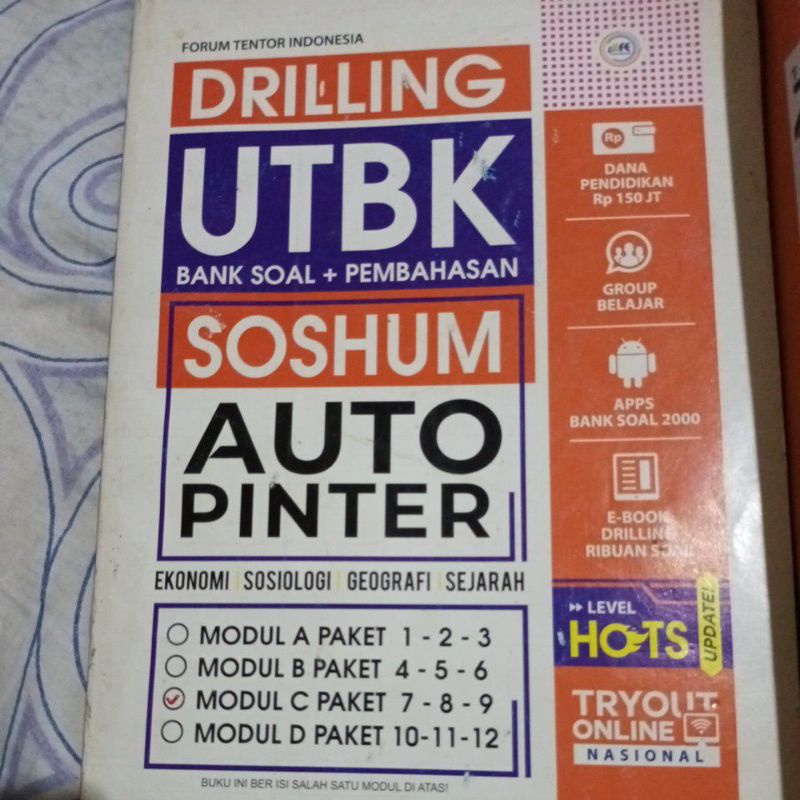 FORUM TENTOR INDONESIA
DRILLING
UTBK
BANK SOAL + PEMBAHASAN
SOSHUM
AUTO
PINTER
EKONOMI | SOSIOLOGI | GEOGRAFI | SEJARAH
MODUL A PAKET 1 - 2 - 3
MODUL B PAKET 4 - 5 - 6
MODUL C PAKET 7 - 8 - 9
MODUL D PAKET 10-11-12
BUKU INI BER ISI SALAH SATU MODUL DI ATAS!
Rp
DANA
PENDIDIKAN
Rp 150 JT
GROUP
BELAJAR
APPS
BANK SOAL 2000
E-BOOK
DRILLING
RIBUAN SOAL
LEVEL
HOTS
UPDATE!
TRYOUT
ONLINE
NASIONAL